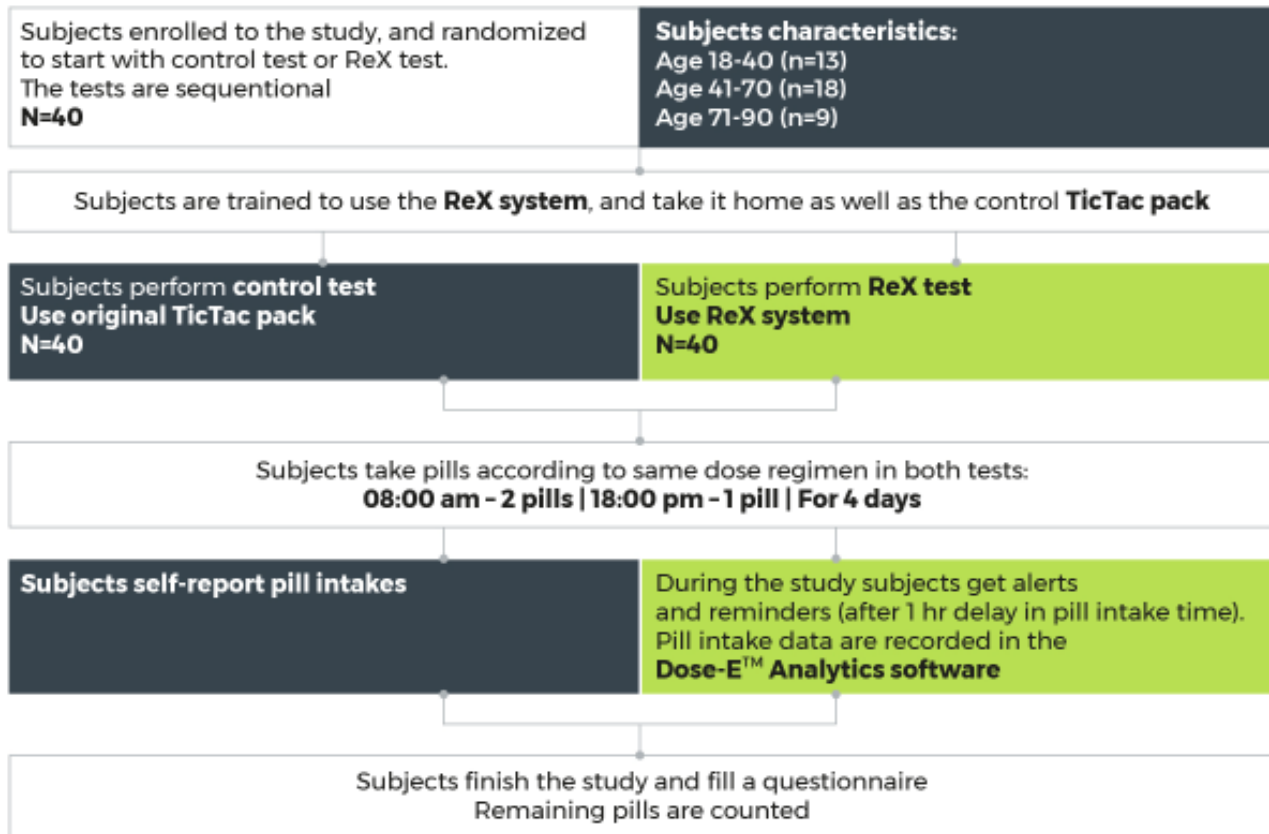 Subjects enrolled to the study, and randomized
to start with control test or ReX test.
The tests are sequentional
N=40
Subjects characteristics:
Age 18-40 (n=13)
Age 41-70 (n=18)
Age 71-90 (n=9)
Subjects are trained to use the ReX system, and take it home as well as the control TicTac pack
Subjects perform control test
Use original TicTac pack
N=40
Subjects perform ReX test
Use ReX system
N=40
Subjects take pills according to same dose regimen in both tests:
08:00 am – 2 pills | 18:00 pm – 1 pill | For 4 days
Subjects self-report pill intakes
During the study subjects get alerts
and reminders (after 1 hr delay in pill intake time).
Pill intake data are recorded in the
Dose-E™ Analytics software
Subjects finish the study and fill a questionnaire
Remaining pills are counted